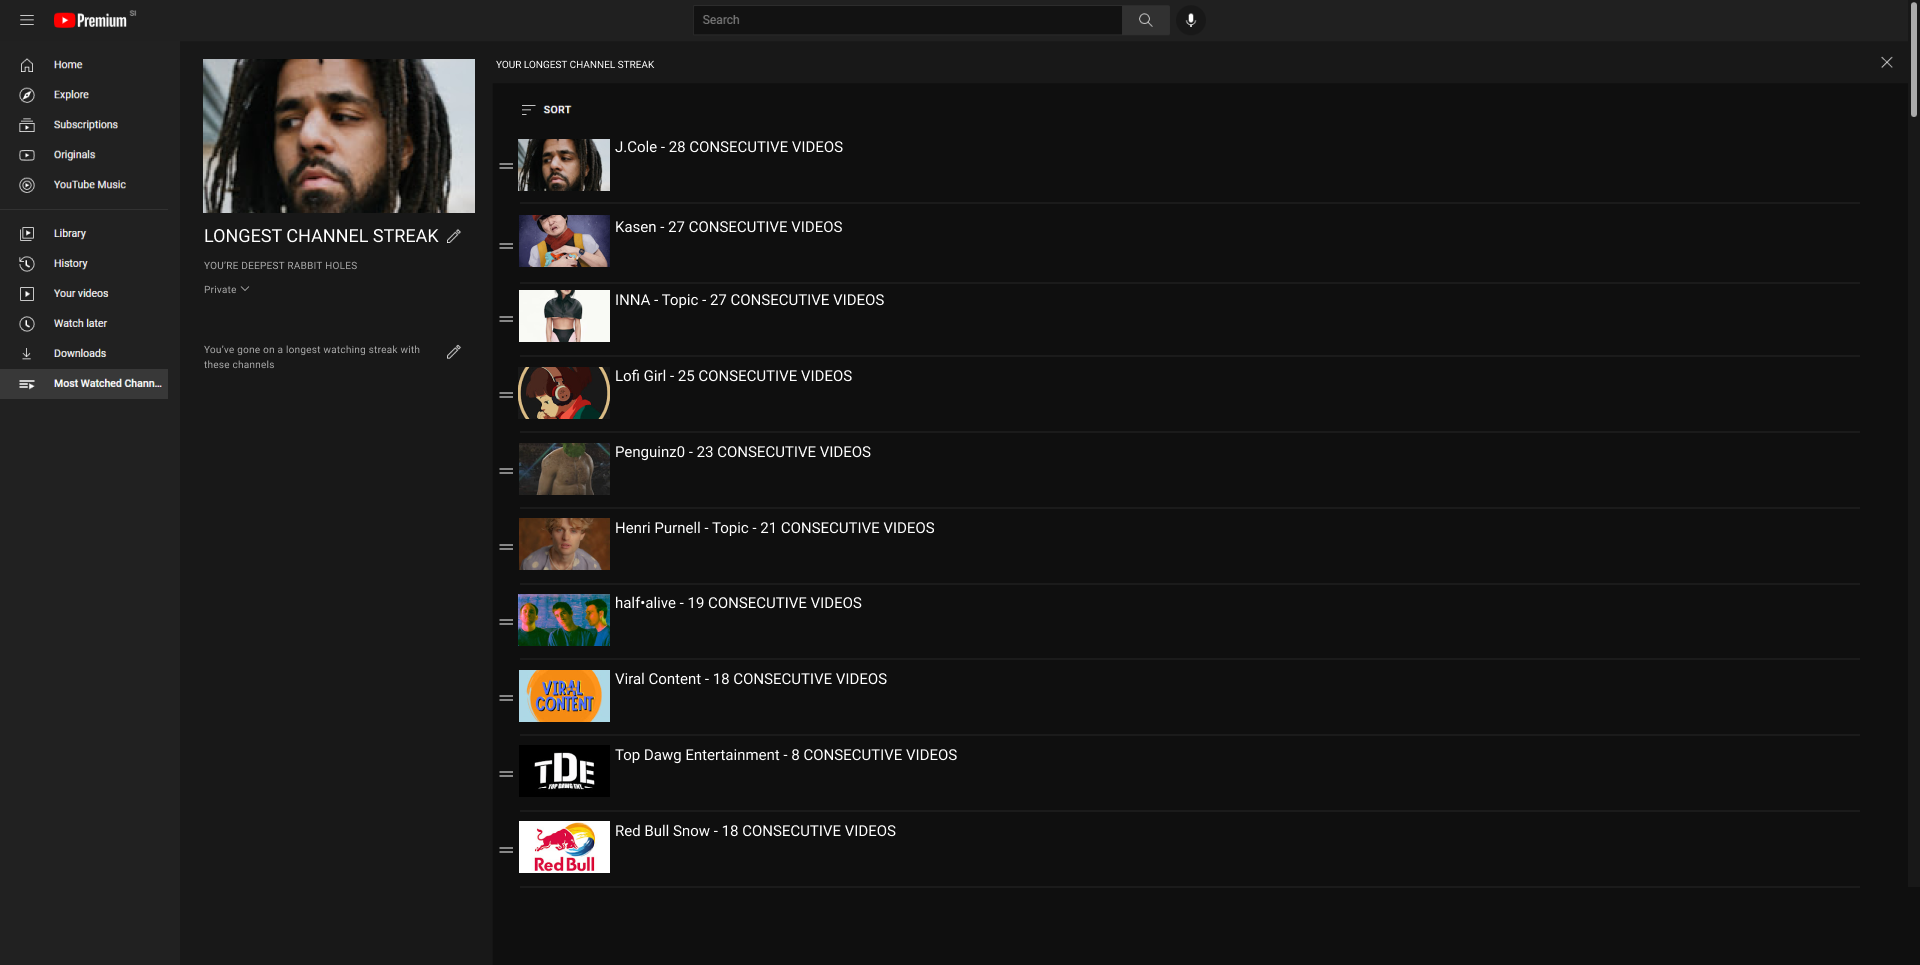 Premium SI
Search
Home
Explore
Subscriptions
Originals
YouTube Music
Library
History
Your videos
Watch later
Downloads
Most Watched Chann...
LONGEST CHANNEL STREAK
YOU'RE DEEPEST RABBIT HOLES
Private
You've gone on a longest watching streak with
these channels
YOUR LONGEST CHANNEL STREAK
SORT
J.Cole - 28 CONSECUTIVE VIDEOS
Kasen - 27 CONSECUTIVE VIDEOS
INNA - Topic - 27 CONSECUTIVE VIDEOS
Lofi Girl - 25 CONSECUTIVE VIDEOS
Penguinz0 - 23 CONSECUTIVE VIDEOS
Henri Purnell - Topic - 21 CONSECUTIVE VIDEOS
half•alive - 19 CONSECUTIVE VIDEOS
VIRAL
CONTENT
Viral Content - 18 CONSECUTIVE VIDEOS
TDE
TOP DAWG ENT.
Top Dawg Entertainment - 8 CONSECUTIVE VIDEOS
Red Bull
Red Bull Snow - 18 CONSECUTIVE VIDEOS